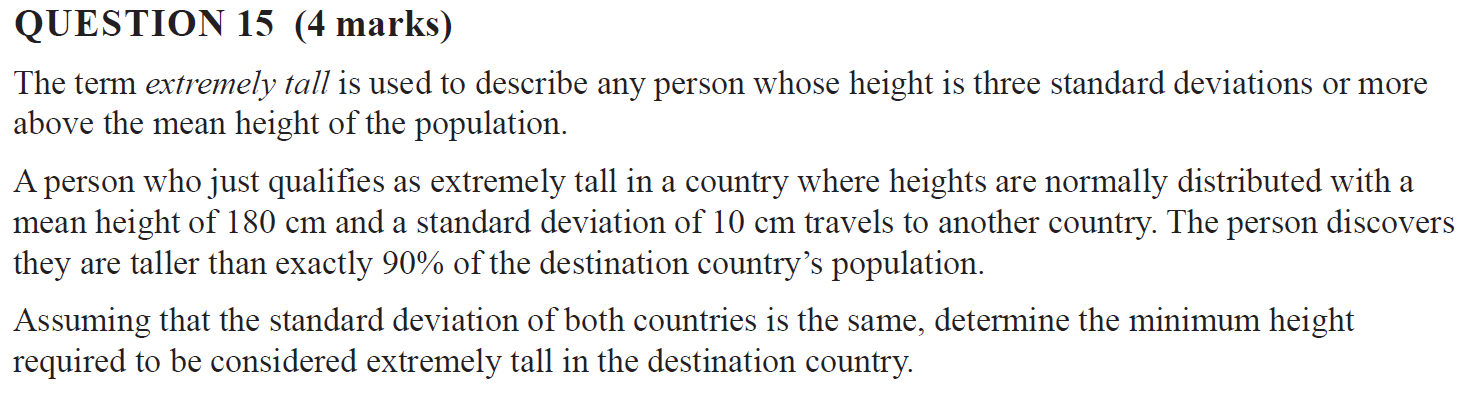 QUESTION 15 (4 marks)
The term extremely tall is used to describe any person whose height is three standard deviations or more
above the mean height of the population.
A person who just qualifies as extremely tall in a country where heights are normally distributed with a
mean height of 180 cm and a standard deviation of 10 cm travels to another country. The person discovers
they are taller than exactly 90% of the destination country’s population.
Assuming that the standard deviation of both countries is the same, determine the minimum height
required to be considered extremely tall in the destination country.